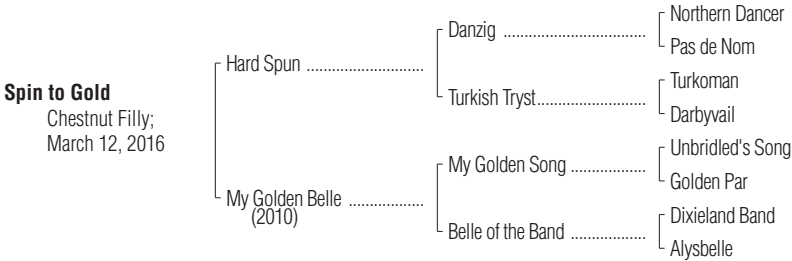 Spin to Gold
Chestnut Filly;
March 12, 2016
Hard Spun ..........................
My Golden Belle .................
(2010)
Danzig ................................
Turkish Tryst........................
My Golden Song .................
Belle of the Band .................
Northern Dancer
Pas de Nom
Turkoman
Darbyvail
Unbridled's Song
Golden Par
Dixieland Band
Alysbelle